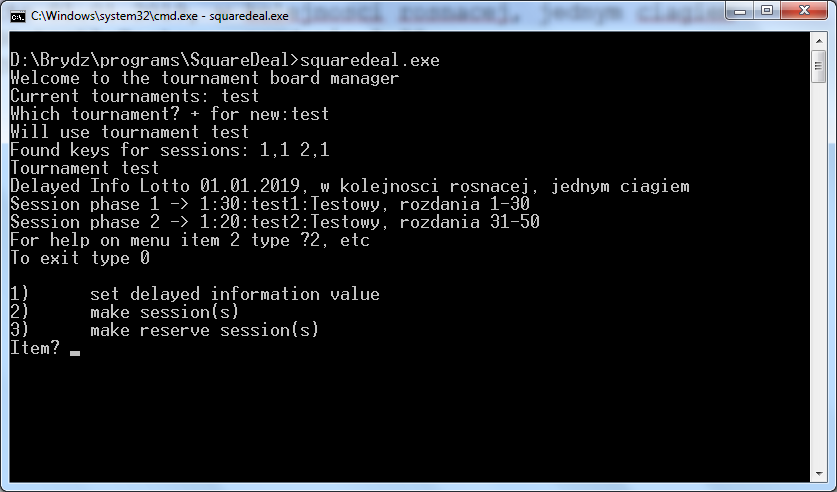 C:\Windows\system32\cmd.exe - squaredeal.exe
D:\Brydz\programs\SquareDeal>squaredeal.exe
Welcome to the tournament board manager
Current tournaments: test
Which tournament? + for new:test
Will use tournament test
Found keys for sessions: 1,1 2,1
Tournament test
Delayed Info Lotto 01.01.2019, w kolejnosci rosnacej, jednym ciagiem
Session phase 1 -> 1:30:test1:Testowy, rozdania 1-30
Session phase 2 -> 1:20:test2:Testowy, rozdania 31-50
For help on menu item 2 type ?2, etc
To exit type 0
1)      set delayed information value
2)      make session(s)
3)      make reserve session(s)
Item?